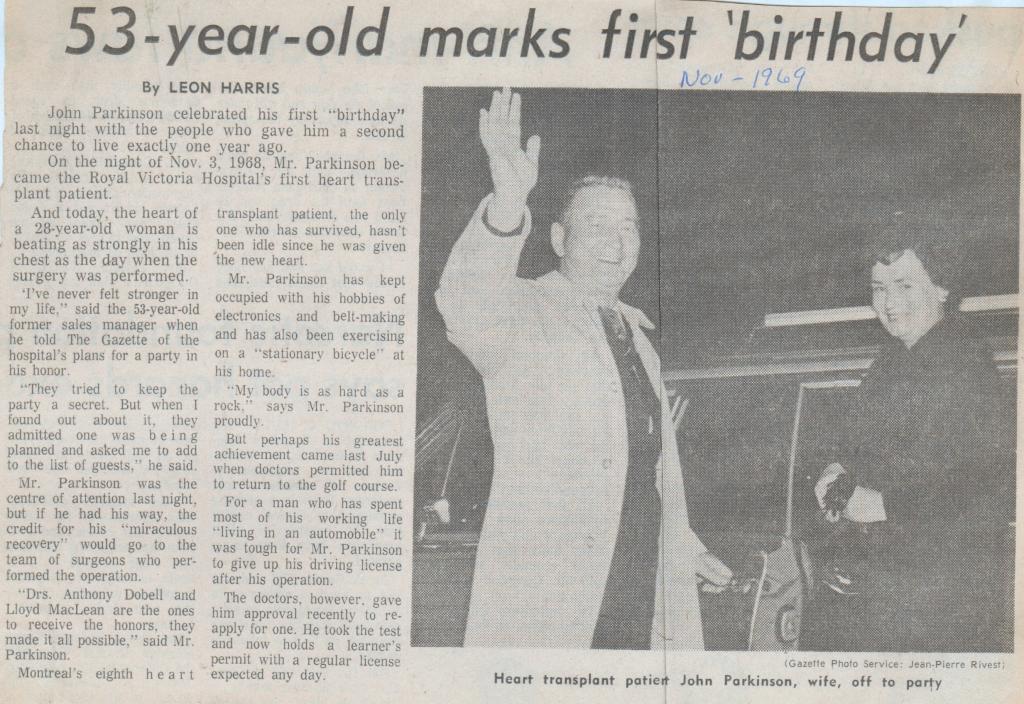 53-year-old marks first 'birthday'
Nov - 1969
By LEON HARRIS
John Parkinson celebrated his first "birthday"
last night with the people who gave him a second
chance to live exactly one year ago.
On the night of Nov. 3, 1968, Mr. Parkinson be-
came the Royal Victoria Hospital's first heart trans-
plant patient.
And today, the heart of
a 28-year-old woman is
beating as strongly in his
chest as the day when the
surgery was performed.
'I've never felt stronger in
my life," said the 53-year-old
former sales manager when
he told The Gazette of the
hospital's plans for a party in
his honor.
"They tried to keep the
party a secret. But when I
found out about it, they
admitted one was being
planned and asked me to add
to the list of guests," he said.
Mr. Parkinson was the
centre of attention last night,
but if he had his way, the
credit for his "miraculous
recovery" would go to the
team of surgeons who per-
formed the operation.
"Drs. Anthony Dobell and
Lloyd MacLean are the ones
to receive the honors, they
made it all possible," said Mr.
Parkinson.
Montreal's eighth heart
transplant patient, the only
one who has survived, hasn't
been idle since he was given
the new heart.
Mr. Parkinson has kept
occupied with his hobbies of
electronics and belt-making
and has also been exercising
on a "stationary bicycle" at
his home.
"My body is as hard as a
rock," says Mr. Parkinson
proudly.
But perhaps his greatest
achievement came last July
when doctors permitted him
to return to the golf course.
For a man who has spent
most of his working life
"living in an automobile" it
was tough for Mr. Parkinson
to give up his driving license
after his operation.
The doctors, however, gave
him approval recently to re-
apply for one. He took the test
and now holds a learner's
permit with a regular license
expected any day.
(Gazette Photo Service: Jean-Pierre Rivest)
Heart transplant patient John Parkinson, wife, off to party